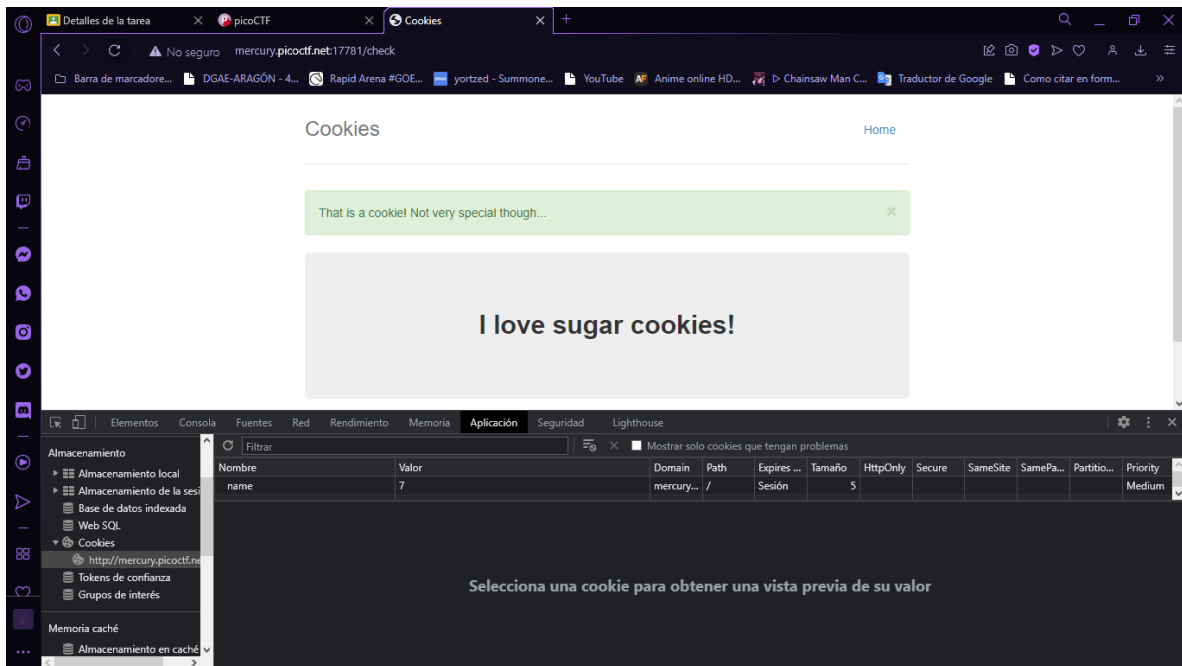 Detalles de la tarea
picoCTF
Cookies
No seguro mercury.picoctf.net:17781/check
Barra de marcadore... DGAE-ARAGÓN - 4... Rapid Arena #GOE... yortzed - Summone... YouTube Anime online HD... ▷ Chainsaw Man C... Traductor de Google Como citar en form... »
Cookies Home
That is a cookie! Not very special though... ×
I love sugar cookies!
Elementos Consola Fuentes Red Rendimiento Memoria Aplicación Seguridad Lighthouse
Almacenamiento
Almacenamiento local
Almacenamiento de la sesi
Base de datos indexada
Web SQL
Cookies
http://mercury.picoctf.ne
Tokens de confianza
Grupos de interés
Memoria caché
Almacenamiento en caché
Filtrar Mostrar solo cookies que tengan problemas
Nombre Valor Domain Path Expires ... Tamaño HttpOnly Secure SameSite SamePa... Partitio... Priority
name 7 mercury... / Sesión 5 Medium
Selecciona una cookie para obtener una vista previa de su valor